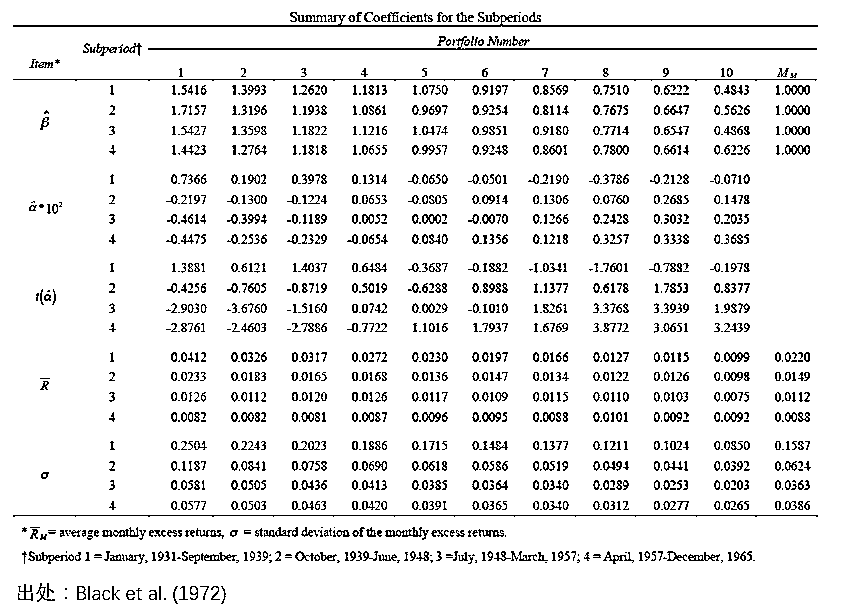 Summary of Coefficients for the Subperiods
Item* Subperiod† Portfolio Number
1 2 3 4 5 6 7 8 9 10 M_M
β̂ 1 1.5416 1.3993 1.2620 1.1813 1.0750 0.9197 0.8569 0.7510 0.6222 0.4843 1.0000
2 1.7157 1.3196 1.1938 1.0861 0.9697 0.9254 0.8114 0.7675 0.6647 0.5626 1.0000
3 1.5427 1.3598 1.1822 1.1216 1.0474 0.9851 0.9180 0.7714 0.6547 0.4868 1.0000
4 1.4423 1.2764 1.1818 1.0655 0.9957 0.9248 0.8601 0.7800 0.6614 0.6226 1.0000
α̂*10² 1 0.7366 0.1902 0.3978 0.1314 -0.0650 -0.0501 -0.2190 -0.3786 -0.2128 -0.0710
2 -0.2197 -0.1300 -0.1224 0.0653 -0.0805 0.0914 0.1306 0.0760 0.2685 0.1478
3 -0.4614 -0.3994 -0.1189 0.0052 0.0002 -0.0070 0.1266 0.2428 0.3032 0.2035
4 -0.4475 -0.2536 -0.2329 -0.0654 0.0840 0.1356 0.1218 0.3257 0.3338 0.3685
t(α̂) 1 1.3881 0.6121 1.4037 0.6484 -0.3687 -0.1882 -1.0341 -1.7601 -0.7882 -0.1978
2 -0.4256 -0.7605 -0.8719 0.5019 -0.6288 0.8988 1.1377 0.6178 1.7853 0.8377
3 -2.9030 -3.6760 -1.5160 0.0742 0.0029 -0.1010 1.8261 3.3768 3.3939 1.9879
4 -2.8761 -2.4603 -2.7886 -0.7722 1.1016 1.7937 1.6769 3.8772 3.0651 3.2439
R̄ 1 0.0412 0.0326 0.0317 0.0272 0.0230 0.0197 0.0166 0.0127 0.0115 0.0099 0.0220
2 0.0233 0.0183 0.0165 0.0168 0.0136 0.0147 0.0134 0.0122 0.0126 0.0098 0.0149
3 0.0126 0.0112 0.0120 0.0126 0.0117 0.0109 0.0115 0.0110 0.0103 0.0075 0.0112
4 0.0082 0.0082 0.0081 0.0087 0.0096 0.0095 0.0088 0.0101 0.0092 0.0092 0.0088
σ 1 0.2504 0.2243 0.2023 0.1886 0.1715 0.1484 0.1377 0.1211 0.1024 0.0850 0.1587
2 0.1187 0.0841 0.0758 0.0690 0.0618 0.0586 0.0519 0.0494 0.0441 0.0392 0.0624
3 0.0581 0.0505 0.0436 0.0413 0.0385 0.0364 0.0340 0.0289 0.0253 0.0203 0.0363
4 0.0577 0.0503 0.0463 0.0420 0.0391 0.0365 0.0340 0.0312 0.0277 0.0265 0.0386
* R̄_M = average monthly excess returns, σ = standard deviation of the monthly excess returns.
†Subperiod 1 = January, 1931-September, 1939; 2 = October, 1939-June, 1948; 3 =July, 1948-March, 1957; 4 = April, 1957-December, 1965.
出处：Black et al. (1972)